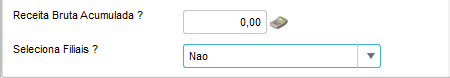 Receita Bruta Acumulada ? 0,00
Seleciona Filiais ? Nao